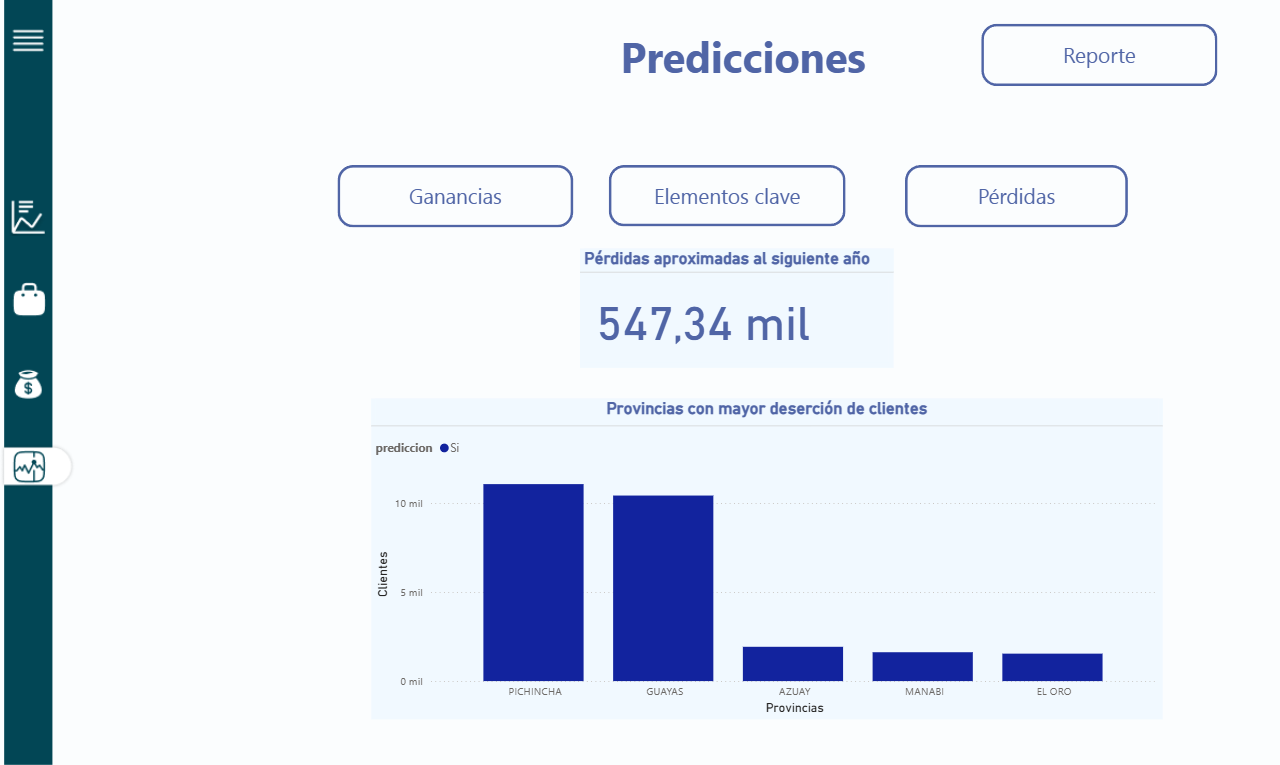 Predicciones
Reporte
Ganancias
Elementos clave
Pérdidas
Pérdidas aproximadas al siguiente año
547,34 mil
$
Provincias con mayor deserción de clientes
prediccion Si
10 mil
5 mil
0 mil
Clientes
PICHINCHA GUAYAS AZUAY MANABI EL ORO
Provincias